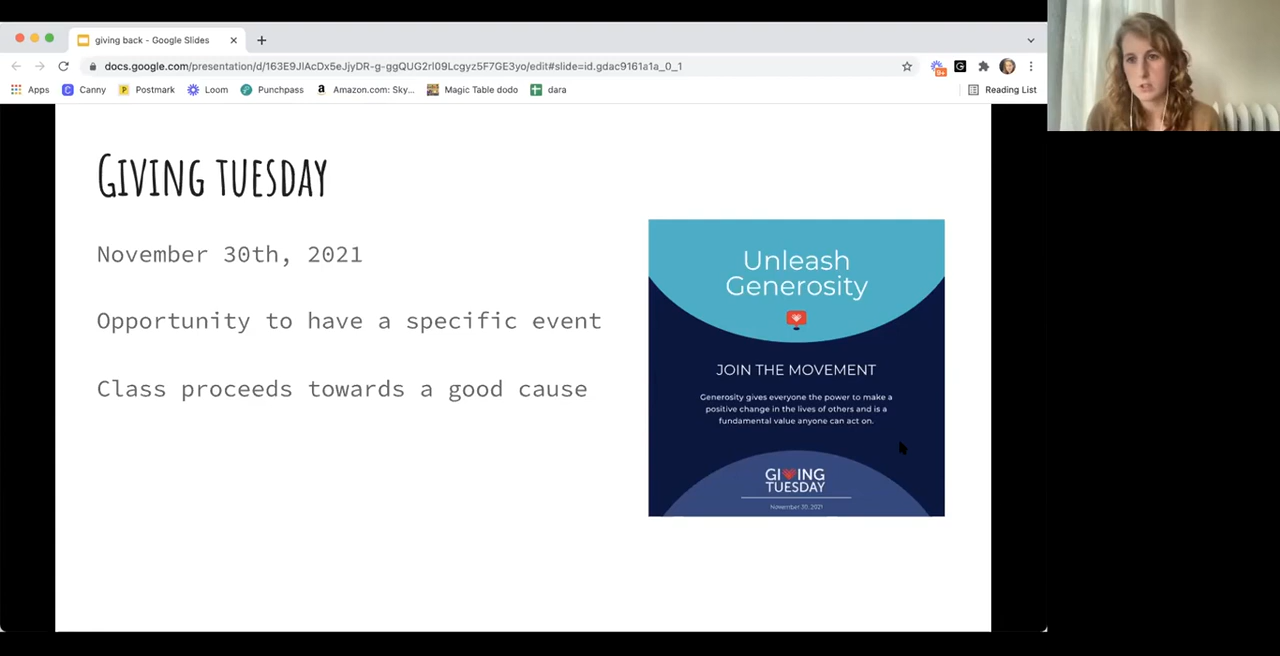 giving back - Google Slides
docs.google.com/presentation/d/163E9JlAcDx5eJjyDR-g-ggQUG2rl09Lcgyz5F7GE3yo/edit#slide=id.gdac9161a1a_0_1
9+
G
Apps Canny Postmark Loom Punchpass Amazon.com: Sky... Magic Table dodo dara Reading List
Giving Tuesday
November 30th, 2021
Opportunity to have a specific event
Class proceeds towards a good cause
Unleash
Generosity
JOIN THE MOVEMENT
Generosity gives everyone the power to make a
positive change in the lives of others and is a
fundamental value anyone can act on.
GIVING
TUESDAY
November 30, 2021